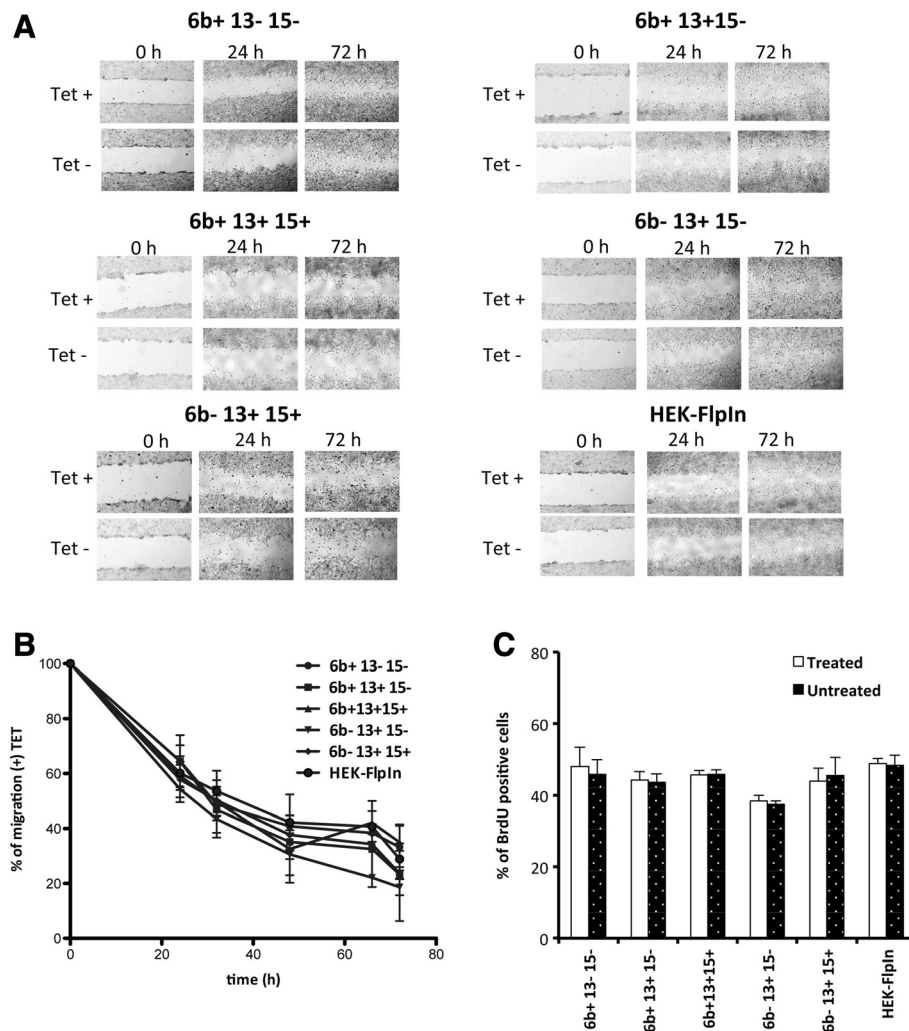 A
6b+ 13- 15-
0 h 24 h 72 h
Tet +
Tet -
6b+ 13+15-
0 h 24 h 72 h
Tet +
Tet -
6b+ 13+ 15+
0 h 24 h 72 h
Tet +
Tet -
6b- 13+ 15-
0 h 24 h 72 h
Tet +
Tet -
6b- 13+ 15+
0 h 24 h 72 h
Tet +
Tet -
HEK-FlpIn
0 h 24 h 72 h
Tet +
Tet -
B
% of migration (+) TET
100
80
60
40
20
0
0 20 40 60 80
time (h)
6b+ 13- 15-
6b+ 13+ 15-
6b+13+15+
6b- 13+ 15-
6b- 13+ 15+
HEK-FlpIn
C
% of BrdU positive cells
80
60
40
20
0
Treated
Untreated
6b+ 13- 15-
6b+ 13+ 15-
6b+13+15+
6b- 13+ 15-
6b- 13+ 15+
HEK-FlpIn